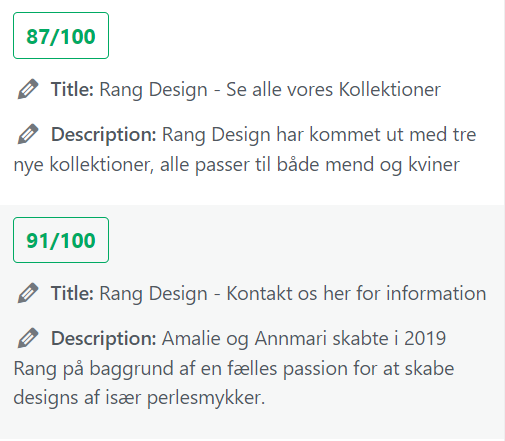 87/100
Title: Rang Design - Se alle vores Kollektioner
Description: Rang Design har kommet ut med tre
nye kollektioner, alle passer til både mend og kviner
91/100
Title: Rang Design - Kontakt os her for information
Description: Amalie og Annmari skabte i 2019
Rang på baggrund af en fælles passion for at skabe
designs af især perlesmykker.